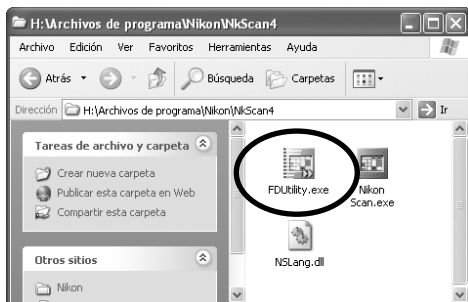 H:\Archivos de programa\Nikon\NkScan4
Archivo Edición Ver Favoritos Herramientas Ayuda
Atrás Búsqueda Carpetas
Dirección H:\Archivos de programa\Nikon\NkScan4 Ir
Tareas de archivo y carpeta
Crear nueva carpeta
Publicar esta carpeta en Web
Compartir esta carpeta
Otros sitios
Nikon
FDUtility.exe
Nikon
Scan.exe
NSLang.dll